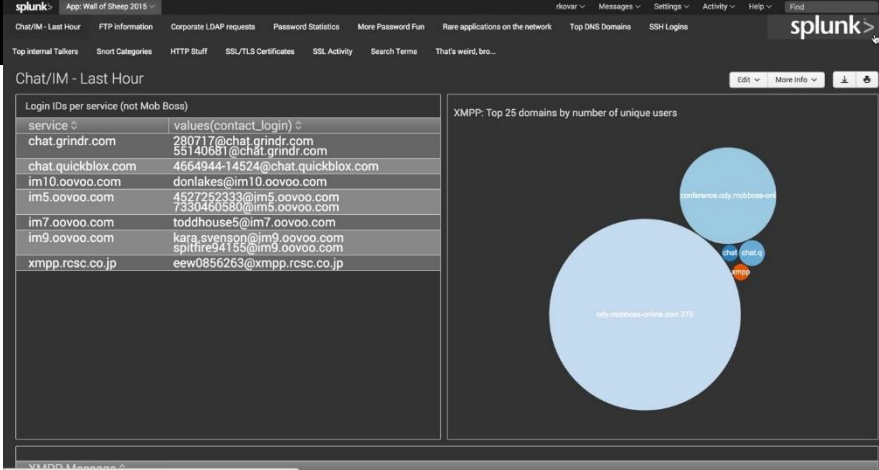 splunk> App: Wall of Sheep 2015 rkovar Messages Settings Activity Help Find
Chat/IM - Last Hour FTP information Corporate LDAP requests Password Statistics More Password Fun Rare applications on the network Top DNS Domains SSH Logins
splunk>
Top internal Talkers Snort Categories HTTP Stuff SSL/TLS Certificates SSL Activity Search Terms That's weird, bro...
Chat/IM - Last Hour
Edit More Info
Login IDs per service (not Mob Boss)
service values(contact_login)
chat.grindr.com 280717@chat.grindr.com
55140681@chat.grindr.com
chat.quickblox.com 4664944-14524@chat.quickblox.com
im10.oovoo.com donlakes@im10.oovoo.com
im5.oovoo.com 4527252333@im5.oovoo.com
7330460580@im5.oovoo.com
im7.oovoo.com toddhouse5@im7.oovoo.com
im9.oovoo.com kara.svenson@im9.oovoo.com
spitfire94155@im9.oovoo.com
xmpp.rcsc.co.jp eew0856263@xmpp.rcsc.co.jp
XMPP: Top 25 domains by number of unique users
conference.ody.mobboss-onl
chat chat.q
xmpp
ody.mobboss-online.com 275
XMPP Message